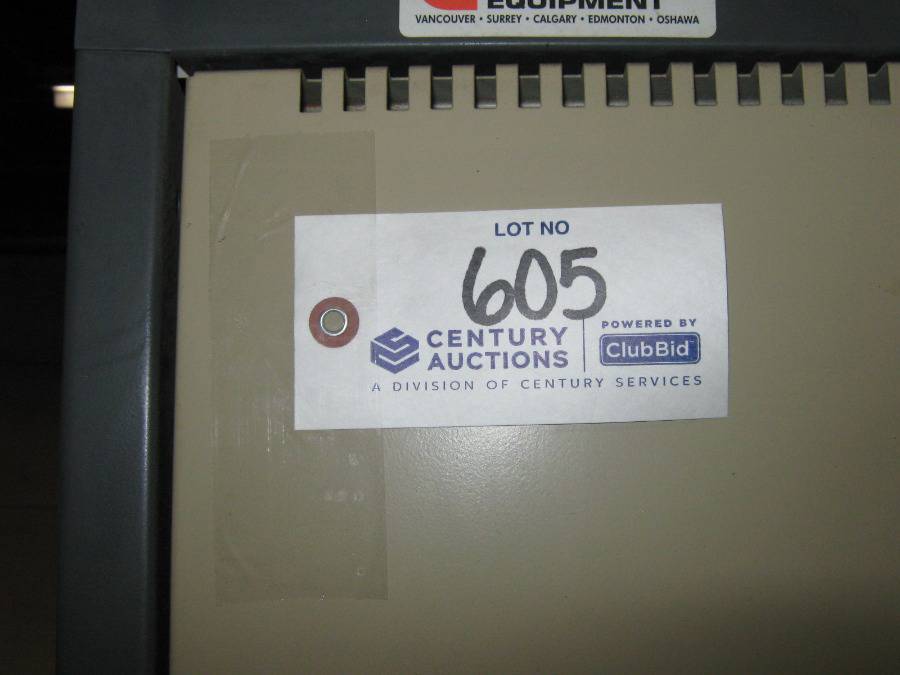 EQUIPMENT
VANCOUVER • SURREY • CALGARY • EDMONTON • OSHAWA
LOT NO
605
CENTURY
AUCTIONS
POWERED BY
ClubBid
A DIVISION OF CENTURY SERVICES